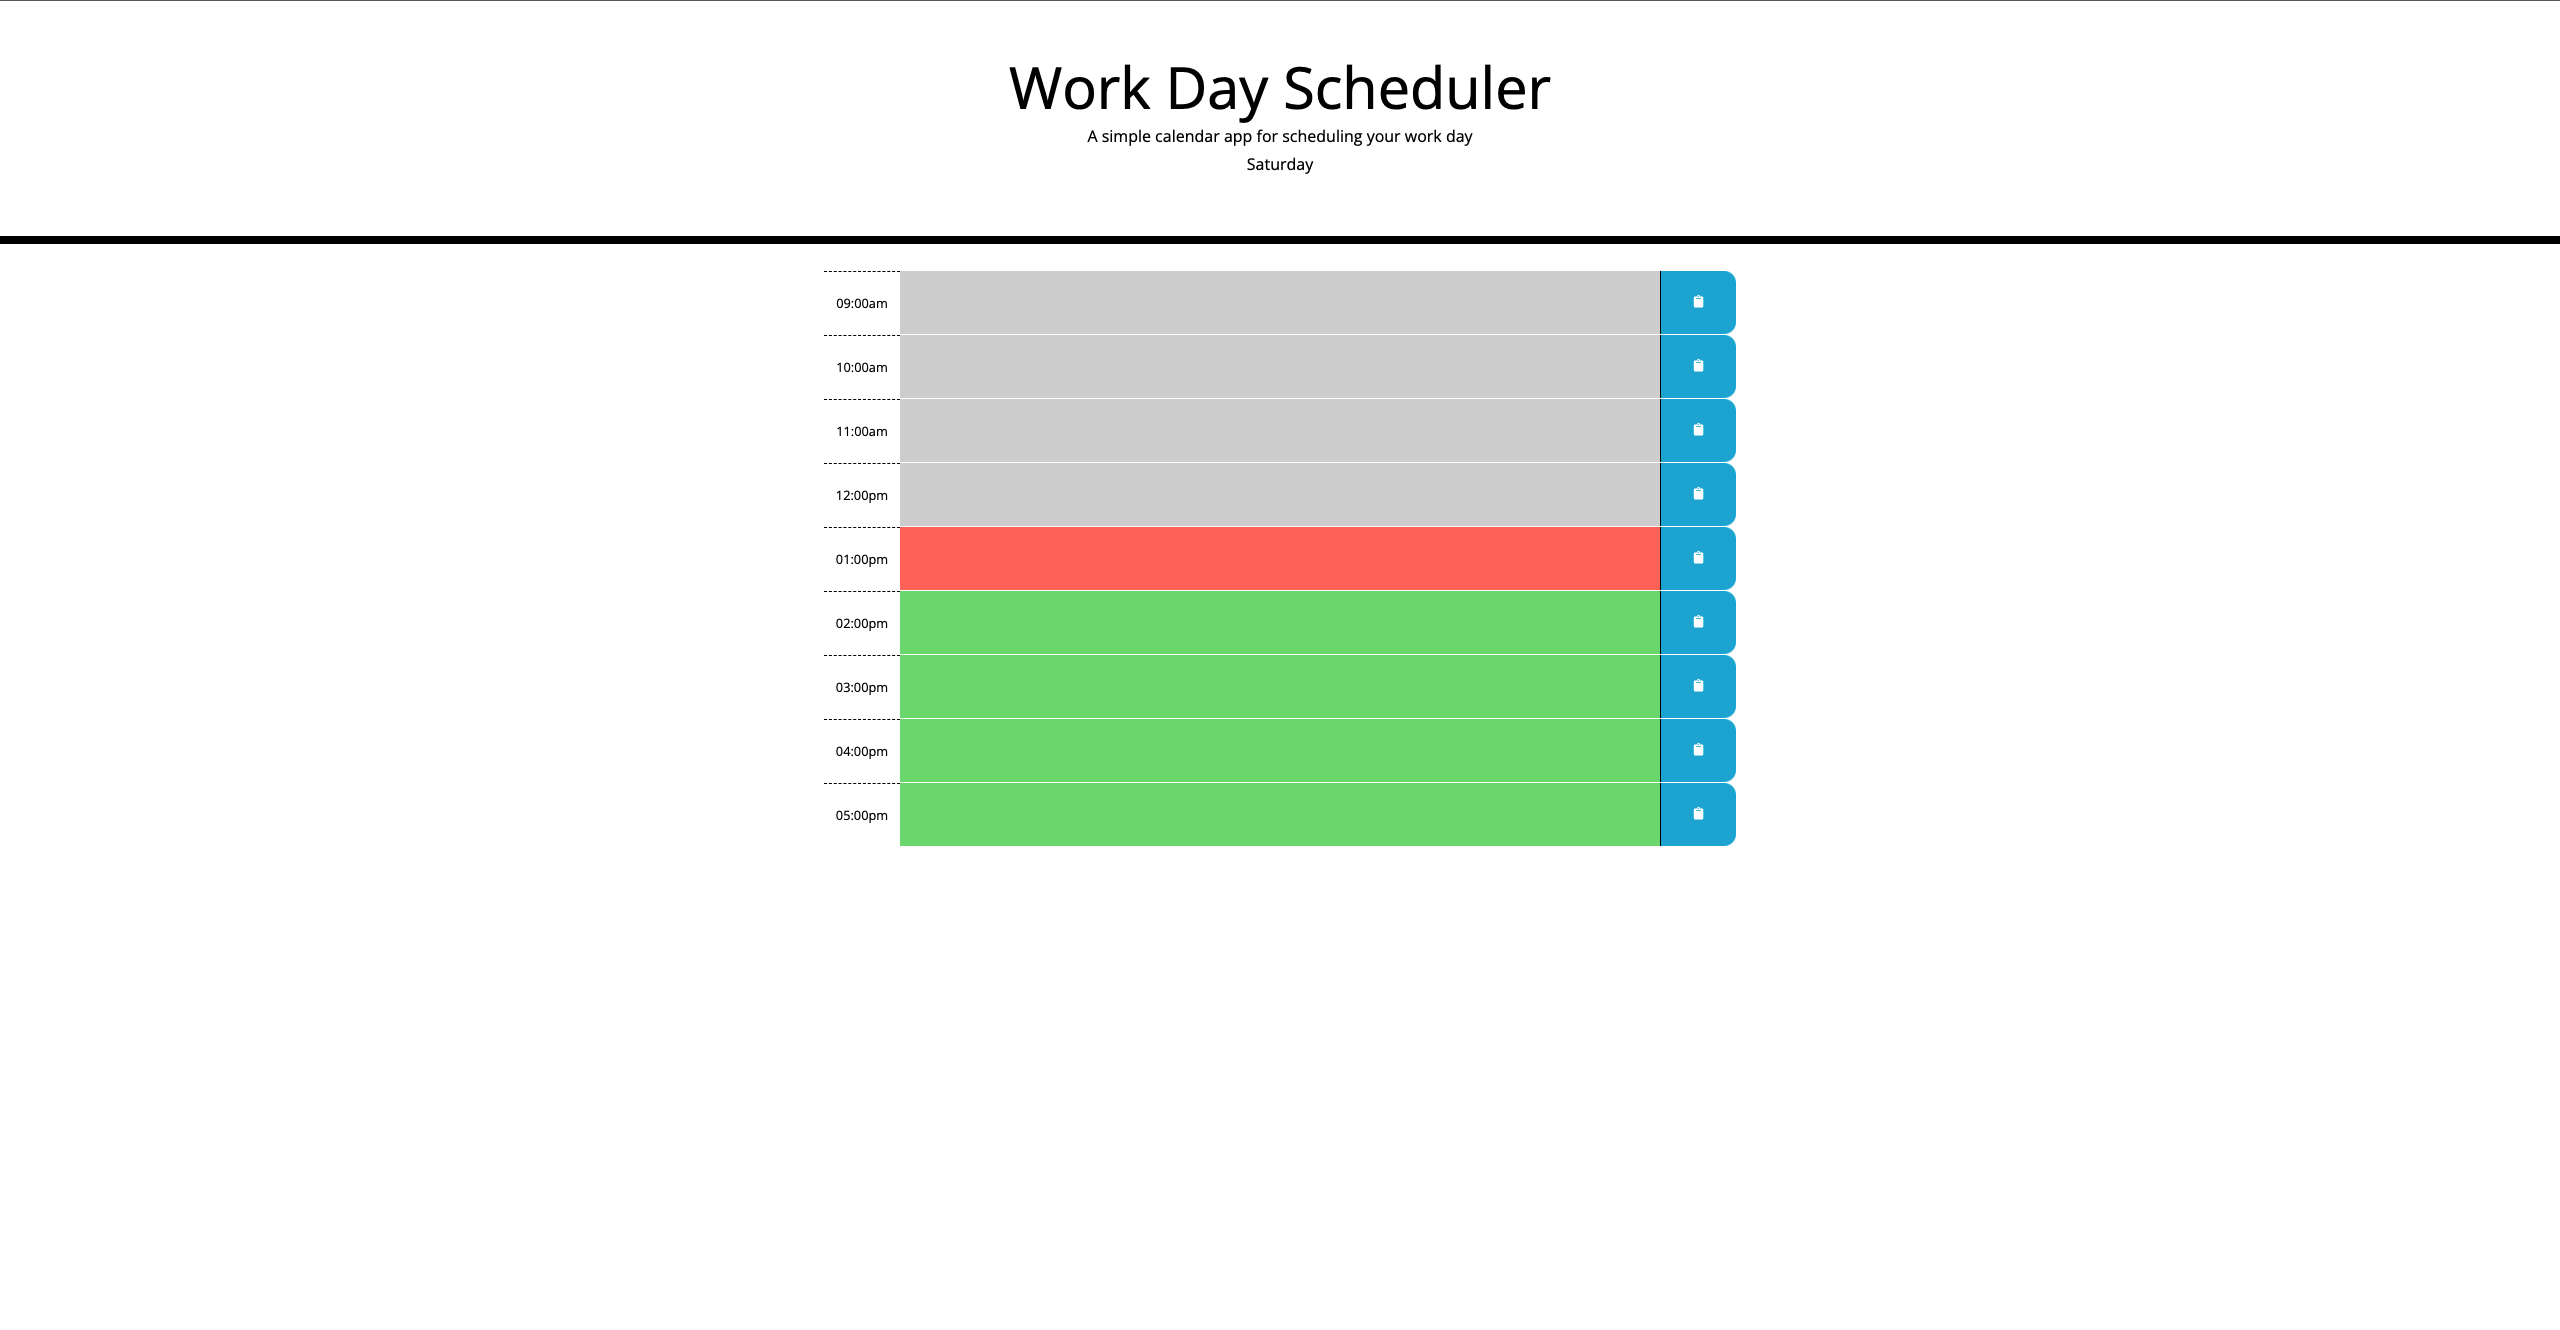 Work Day Scheduler
A simple calendar app for scheduling your work day
Saturday
09:00am
10:00am
11:00am
12:00pm
01:00pm
02:00pm
03:00pm
04:00pm
05:00pm